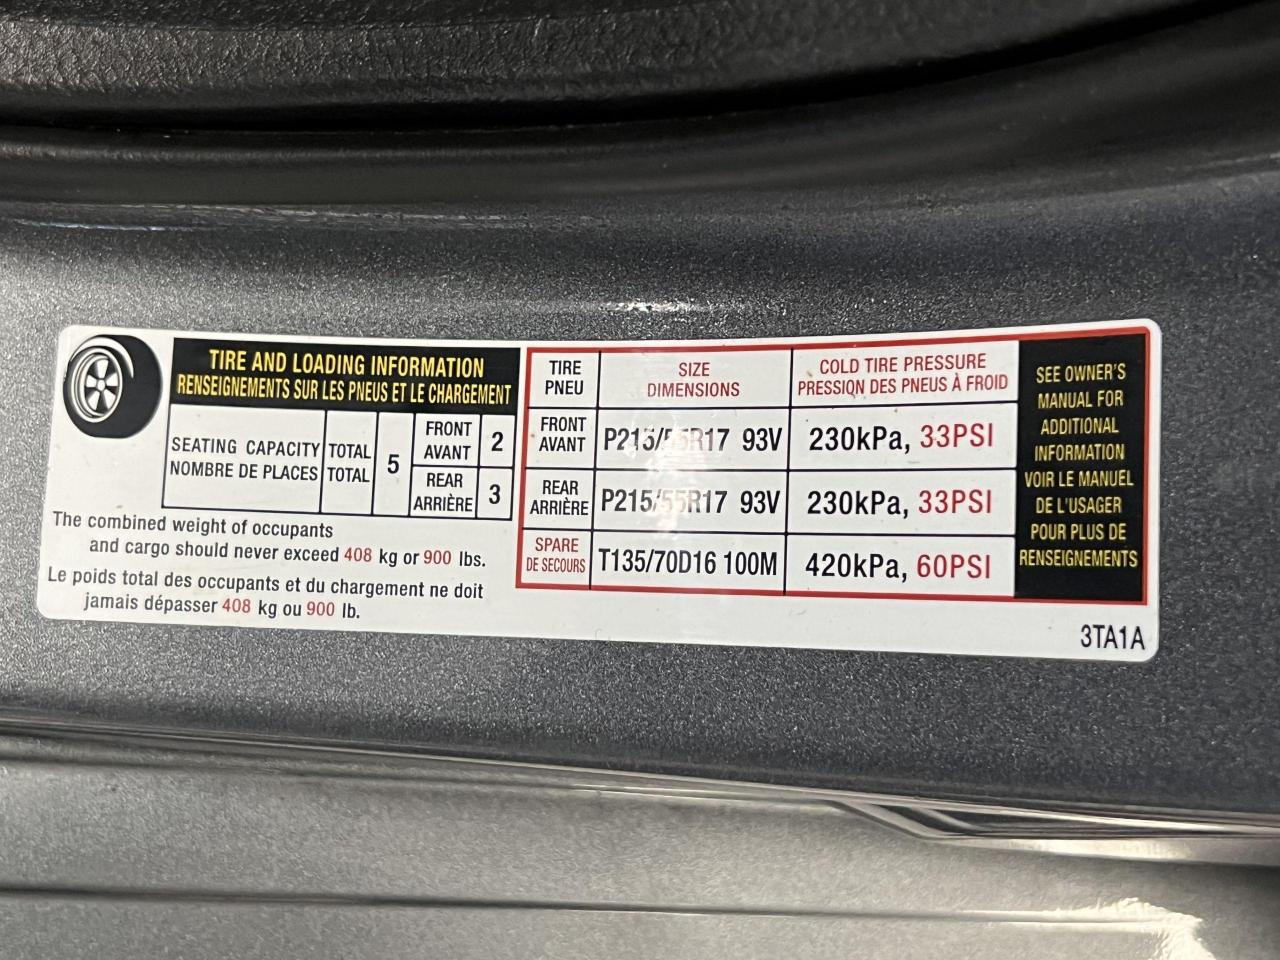 TIRE AND LOADING INFORMATION
RENSEIGNEMENTS SUR LES PNEUS ET LE CHARGEMENT
SEATING CAPACITY
NOMBRE DE PLACES
TOTAL
TOTAL
5
FRONT
AVANT
2
REAR
ARRIÈRE
3
The combined weight of occupants
and cargo should never exceed 408 kg or 900 lbs.
Le poids total des occupants et du chargement ne doit
jamais dépasser 408 kg ou 900 lb.
TIRE
PNEU
SIZE
DIMENSIONS
COLD TIRE PRESSURE
PRESSION DES PNEUS À FROID
FRONT
AVANT
P215/55R17 93V
230kPa, 33PSI
REAR
ARRIÈRE
P215/55R17 93V
230kPa, 33PSI
SPARE
DE SECOURS
T135/70D16 100M
420kPa, 60PSI
SEE OWNER'S
MANUAL FOR
ADDITIONAL
INFORMATION
VOIR LE MANUEL
DE L'USAGER
POUR PLUS DE
RENSEIGNEMENTS
3TA1A